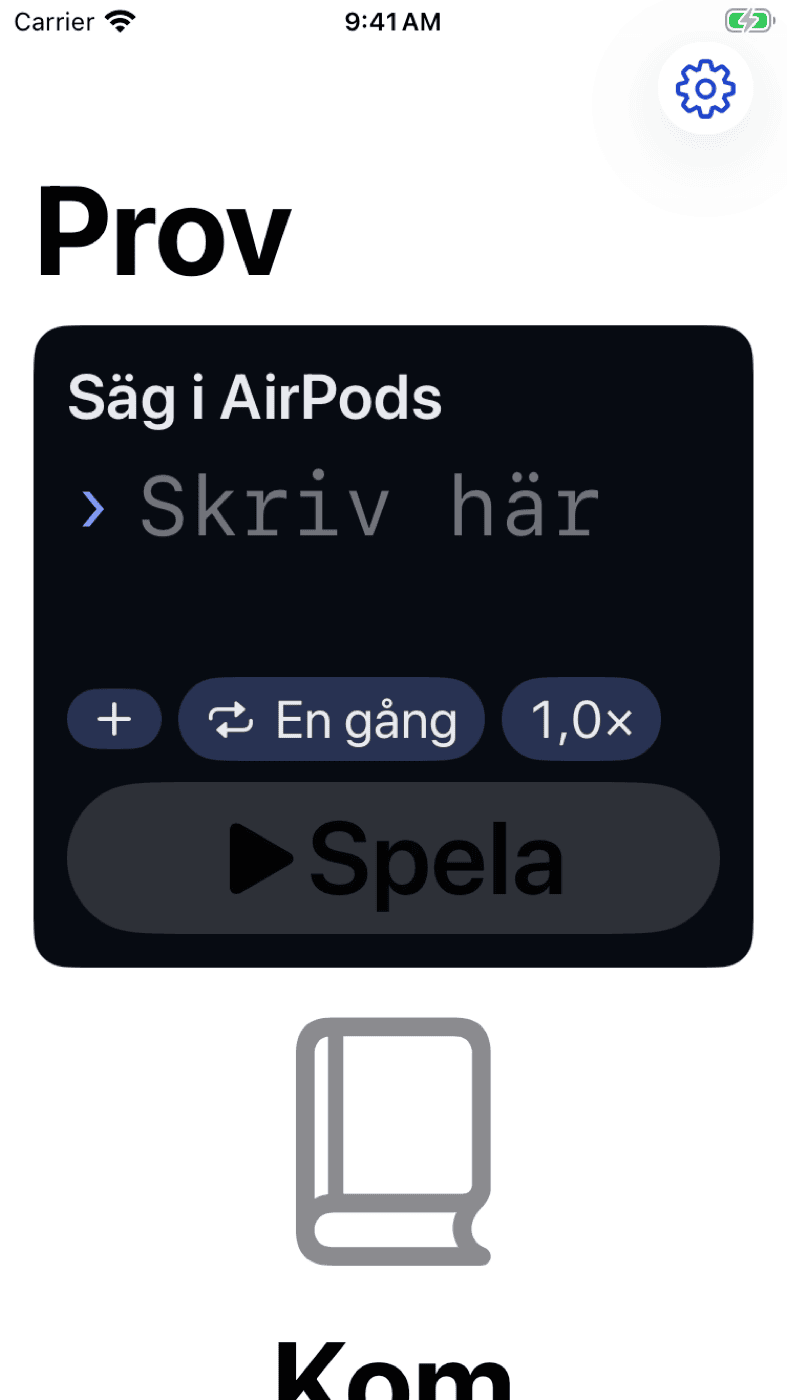 Carrier 9:41 AM
Prov
Säg i AirPods
› Skriv här
+ En gång 1,0×
Spela
Kom